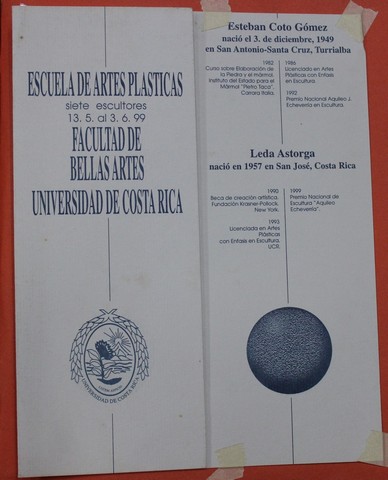 ESCUELA DE ARTES PLASTICAS
siete escultores
13. 5. al 3. 6. 99
FACULTAD DE
BELLAS ARTES
UNIVERSIDAD DE COSTA RICA
UNIVERSIDAD DE COSTA RICA
Esteban Coto Gómez
nació el 3. de diciembre, 1949
en San Antonio-Santa Cruz, Turrialba
1982
Curso sobre Elaboración de
la Piedra y el mármol.
Instituto del Estado para el
Mármol "Pietro Taca".
Carrara Italia.
1986
Licenciado en Artes
Plásticas con Enfasis
en Escultura.
1992
Premio Nacional Aquileo J.
Echeverría en Escultura.
Leda Astorga
nació en 1957 en San José, Costa Rica
1990
Beca de creación artística.
Fundación Krasner-Pollock,
New York.
1993
Licenciada en Artes
Plásticas
con Enfasis en Escultura.
UCR.
1999
Premio Nacional de
Escultura "Aquileo
Echeverría".